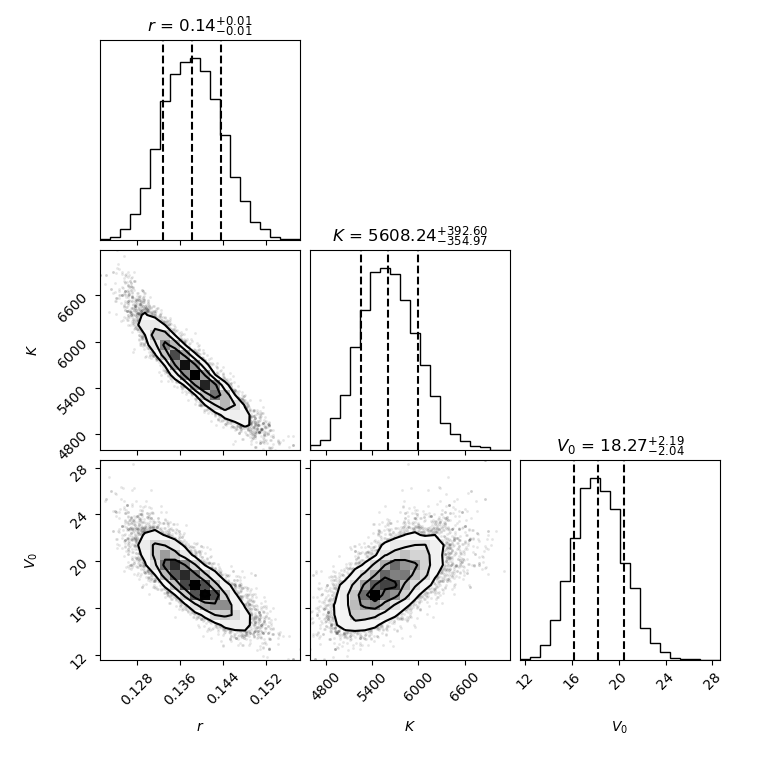 r = 0.14+0.01−0.01
K = 5608.24+392.60−354.97
6600
6000
5400
4800
K
V0 = 18.27+2.19−2.04
28
24
20
16
12
V0
0.128 0.136 0.144 0.152
4800 5400 6000 6600
12 16 20 24 28
r K V0